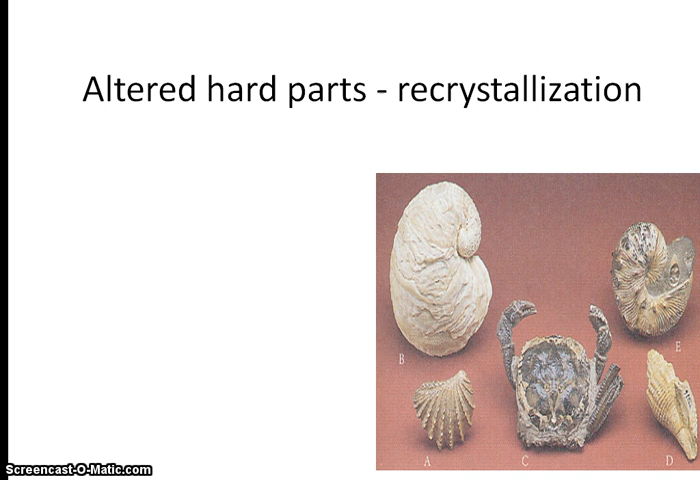 Altered hard parts - recrystallization
B
E
A
C
D
Screencast-O-Matic.com